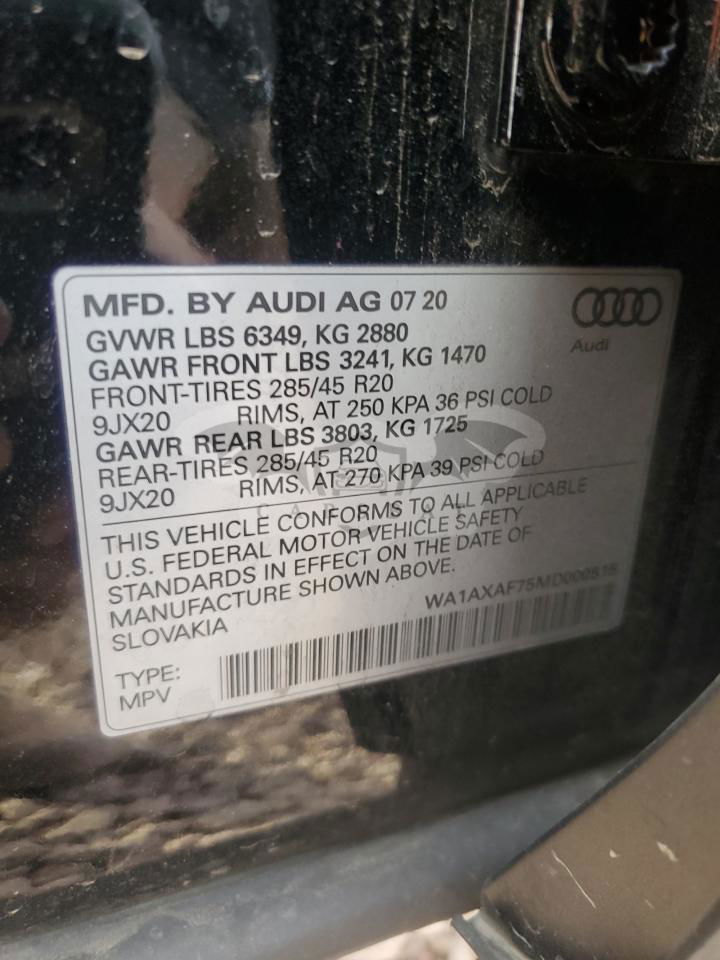 MFD. BY AUDI AG 07 20
Audi
GVWR LBS 6349, KG 2880
GAWR FRONT LBS 3241, KG 1470
FRONT-TIRES 285/45 R20
9JX20 RIMS, AT 250 KPA 36 PSI COLD
GAWR REAR LBS 3803, KG 1725
REAR-TIRES 285/45 R20
9JX20 RIMS, AT 270 KPA 39 PSI COLD
THIS VEHICLE CONFORMS TO ALL APPLICABLE
U.S. FEDERAL MOTOR VEHICLE SAFETY
STANDARDS IN EFFECT ON THE DATE OF
MANUFACTURE SHOWN ABOVE.
SLOVAKIA
TYPE:
MPV